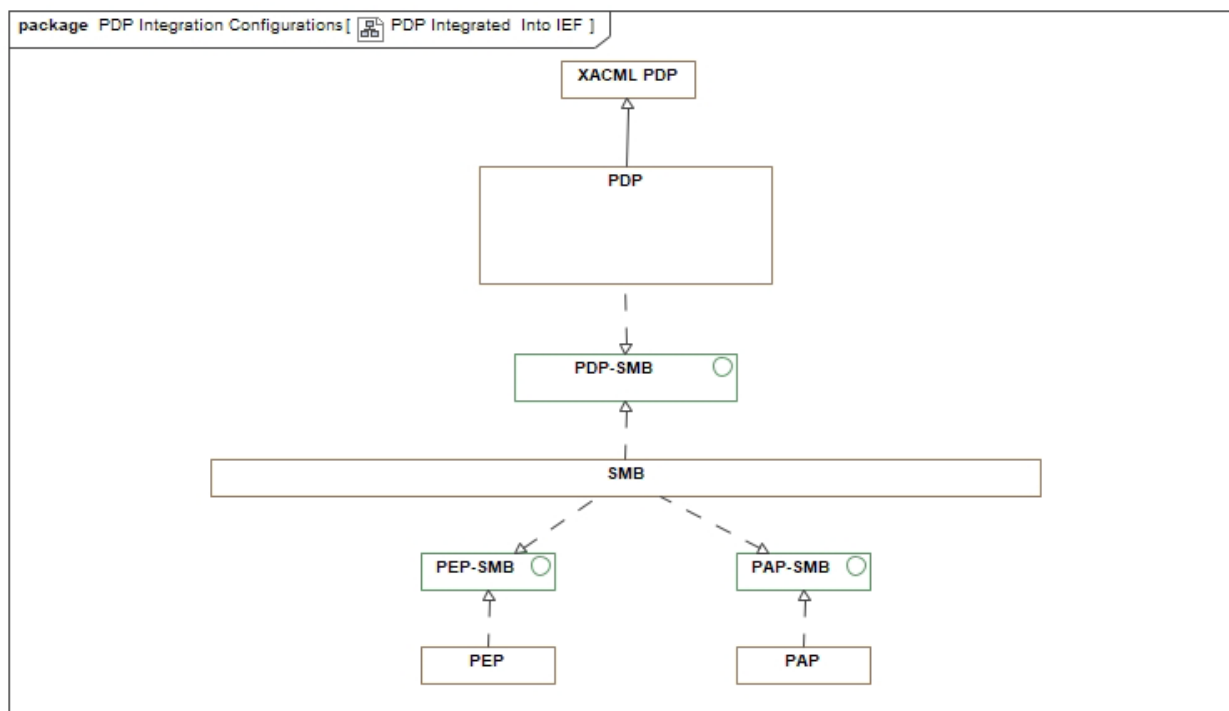 package PDP Integration Configurations[ PDP Integrated Into IEF ]
XACML PDP
PDP
PDP-SMB
SMB
PEP-SMB PAP-SMB
PEP PAP